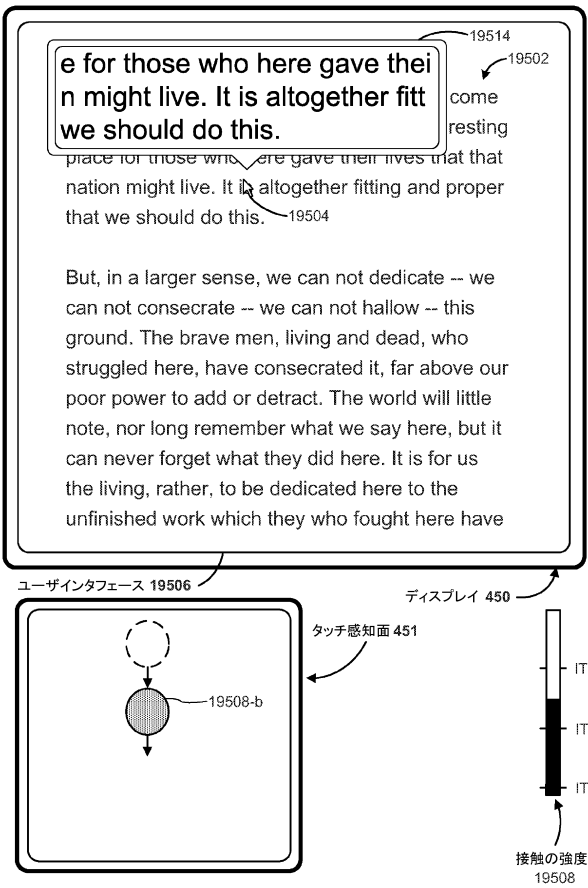 19514
19502
e for those who here gave thei
n might live. It is altogether fitt
we should do this.
come
resting
place for those who here gave their lives that that
nation might live. It is altogether fitting and proper
that we should do this.
19504
But, in a larger sense, we can not dedicate -- we
can not consecrate -- we can not hallow -- this
ground. The brave men, living and dead, who
struggled here, have consecrated it, far above our
poor power to add or detract. The world will little
note, nor long remember what we say here, but it
can never forget what they did here. It is for us
the living, rather, to be dedicated here to the
unfinished work which they who fought here have
ユーザインタフェース 19506
ディスプレイ 450
タッチ感知面 451
19508-b
IT
IT
IT
接触の強度
19508